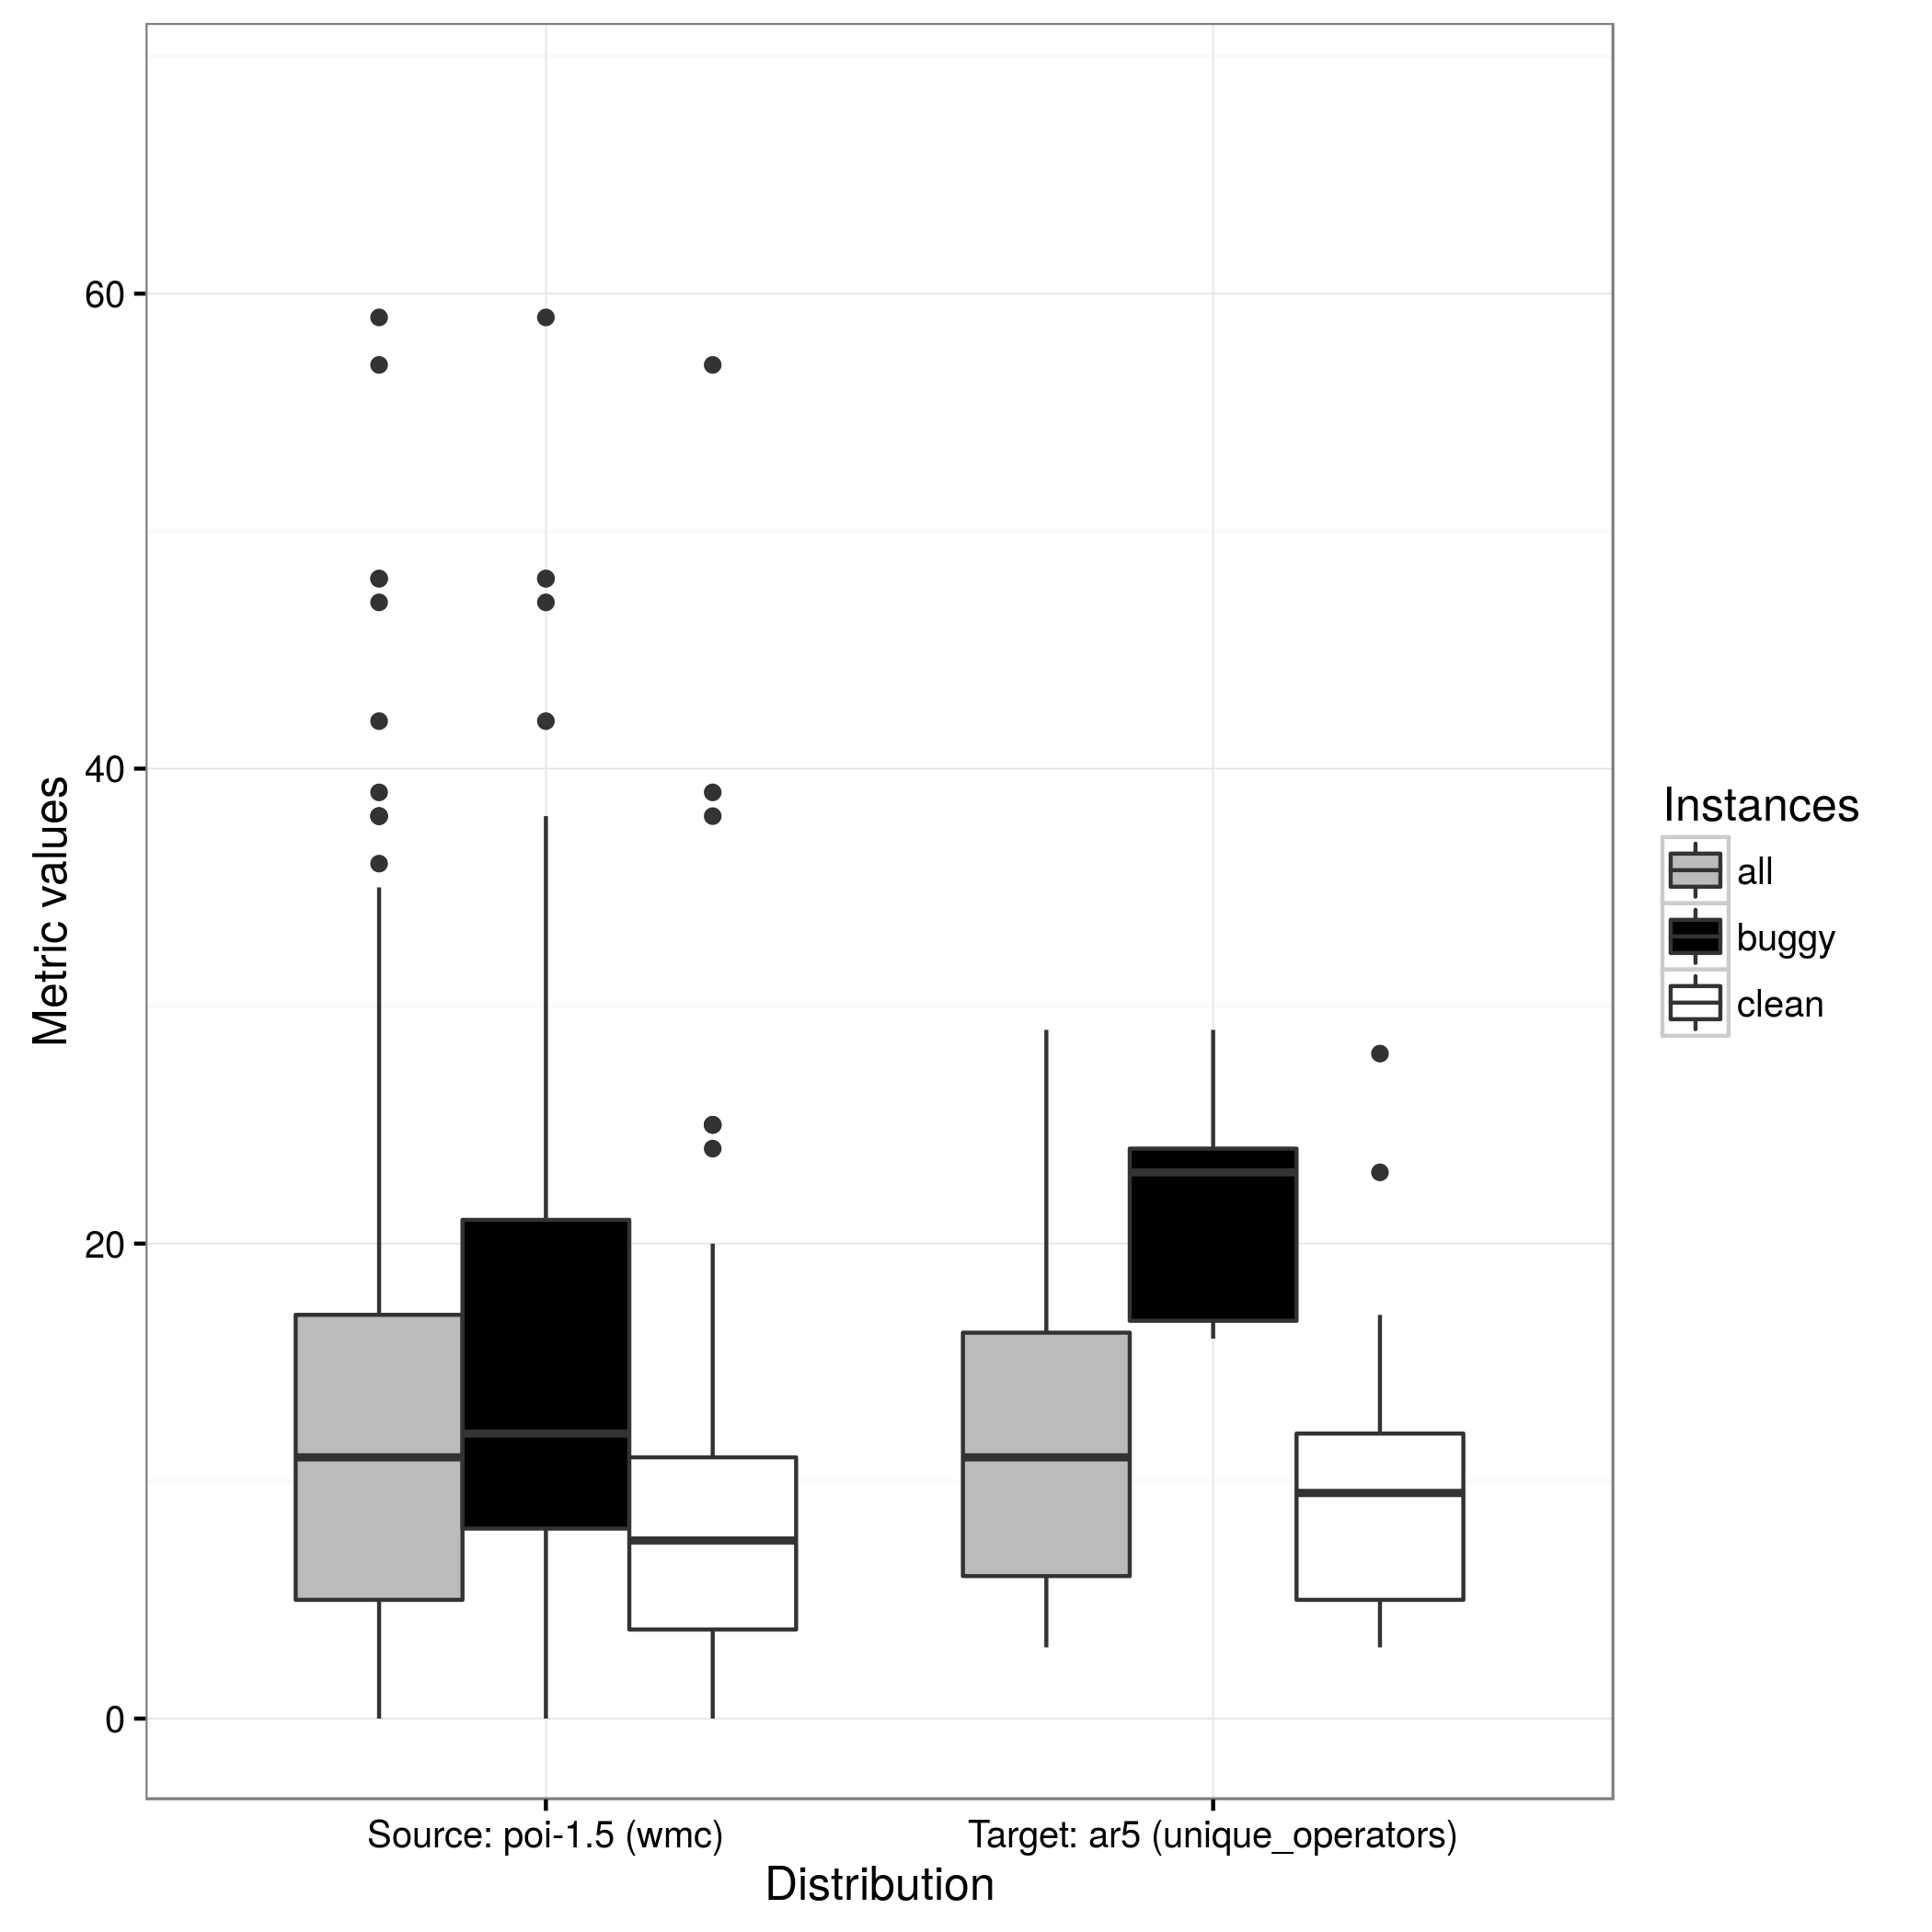 60
40
20
0
Metric values
Source: poi-1.5 (wmc)
Target: ar5 (unique_operators)
Distribution
Instances
all
buggy
clean